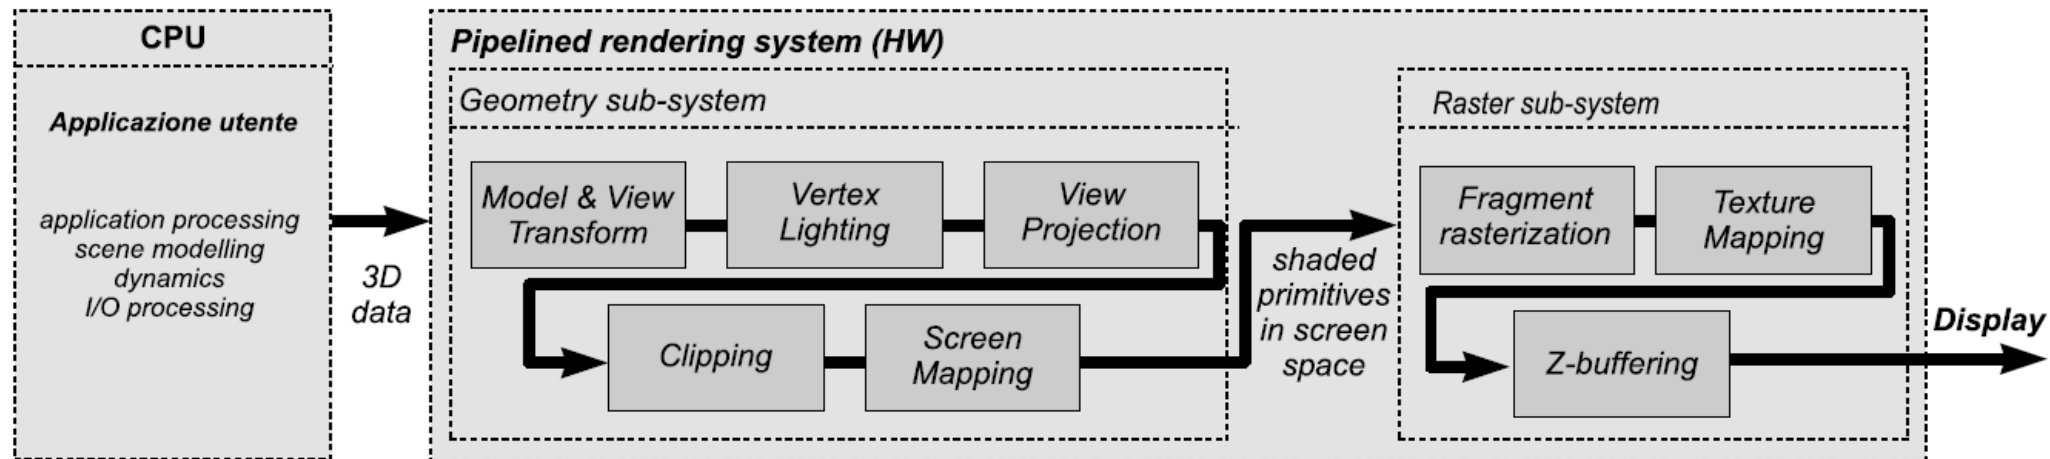 CPU
Applicazione utente
application processing
scene modelling
dynamics
I/O processing
3D
data
Pipelined rendering system (HW)
Geometry sub-system
Model & View
Transform
Vertex
Lighting
View
Projection
Clipping
Screen
Mapping
shaded
primitives
in screen
space
Raster sub-system
Fragment
rasterization
Texture
Mapping
Z-buffering
Display